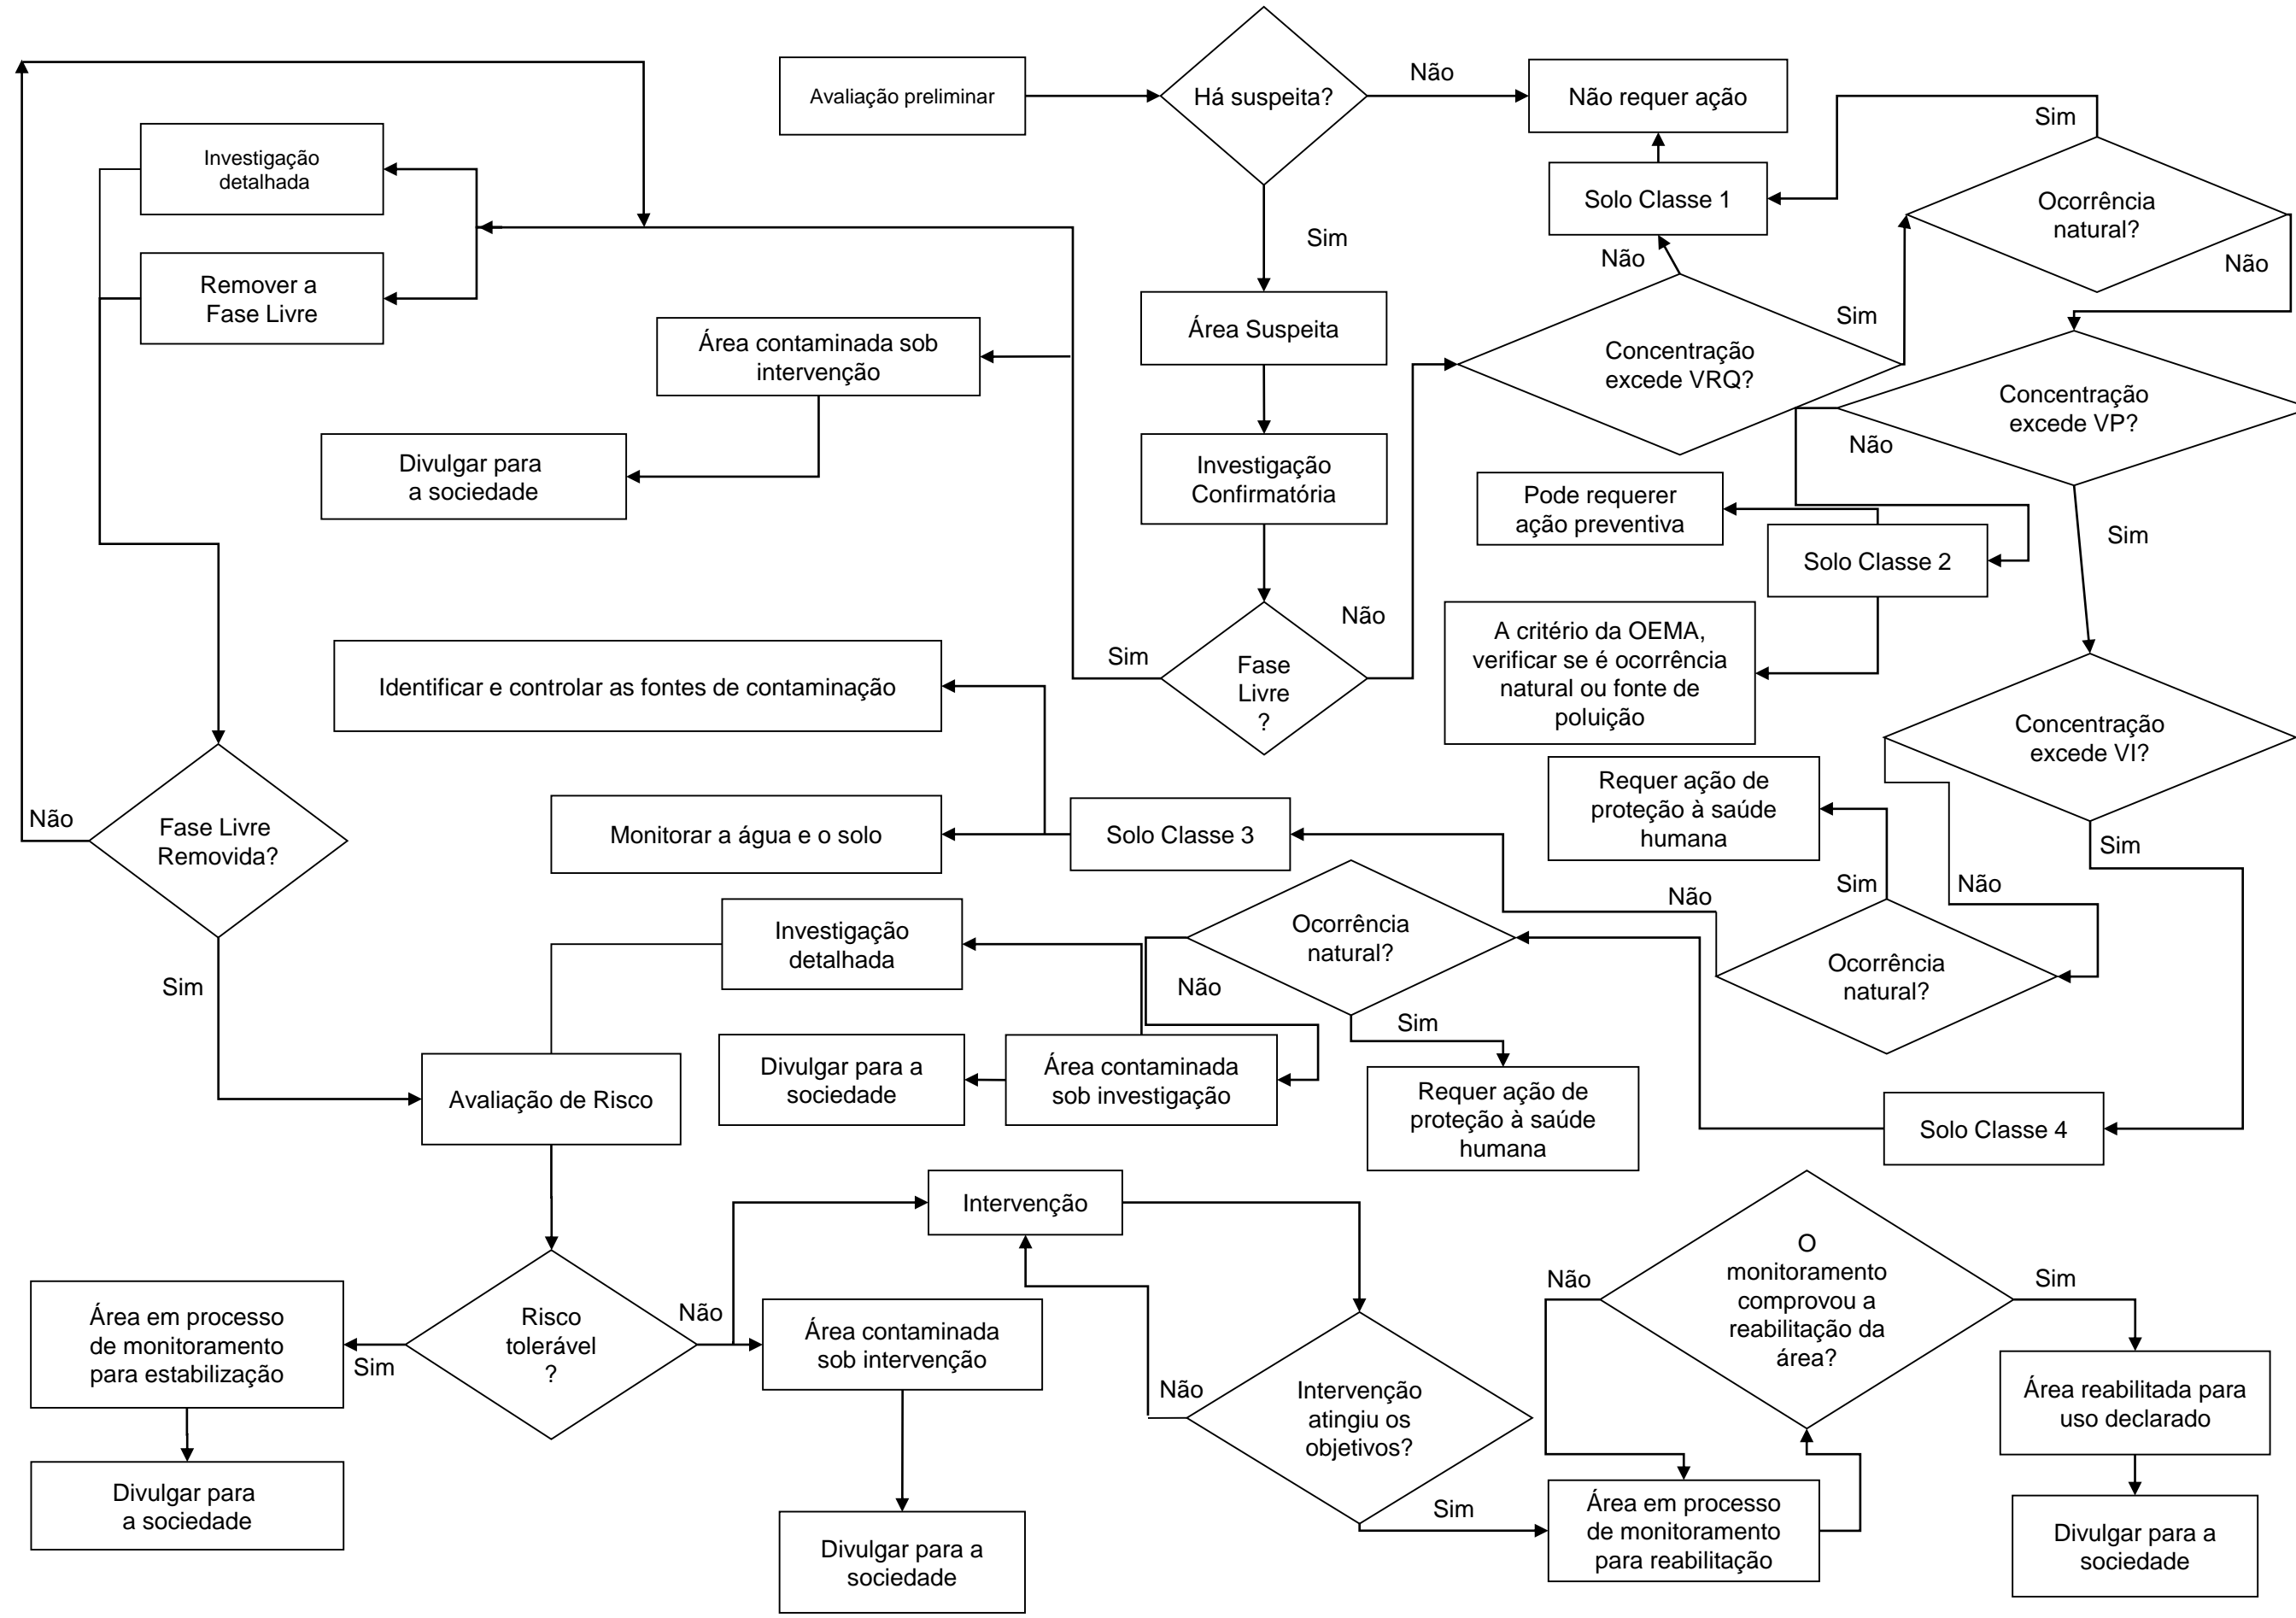 Avaliação preliminar
Há suspeita?
Não
Não requer ação
Sim
Área Suspeita
Investigação
Confirmatória
Fase
Livre
?
Sim
Não
Solo Classe 1
Sim
Ocorrência
natural?
Não
Não
Concentração
excede VRQ?
Sim
Concentração
excede VP?
Não
Sim
Pode requerer
ação preventiva
Solo Classe 2
A critério da OEMA,
verificar se é ocorrência
natural ou fonte de
poluição
Concentração
excede VI?
Não
Sim
Requer ação de
proteção à saúde
humana
Sim
Não
Ocorrência
natural?
Solo Classe 4
Investigação
detalhada
Remover a
Fase Livre
Área contaminada sob
intervenção
Divulgar para
a sociedade
Identificar e controlar as fontes de contaminação
Monitorar a água e o solo
Solo Classe 3
Não
Fase Livre
Removida?
Sim
Investigação
detalhada
Ocorrência
natural?
Não
Sim
Divulgar para a
sociedade
Área contaminada
sob investigação
Requer ação de
proteção à saúde
humana
Avaliação de Risco
Intervenção
Área em processo
de monitoramento
para estabilização
Sim
Risco
tolerável
?
Não
Área contaminada
sob intervenção
Divulgar para
a sociedade
Divulgar para a
sociedade
Não
Intervenção
atingiu os
objetivos?
Sim
Área em processo
de monitoramento
para reabilitação
Não
O
monitoramento
comprovou a
reabilitação da
área?
Sim
Área reabilitada para
uso declarado
Divulgar para a
sociedade